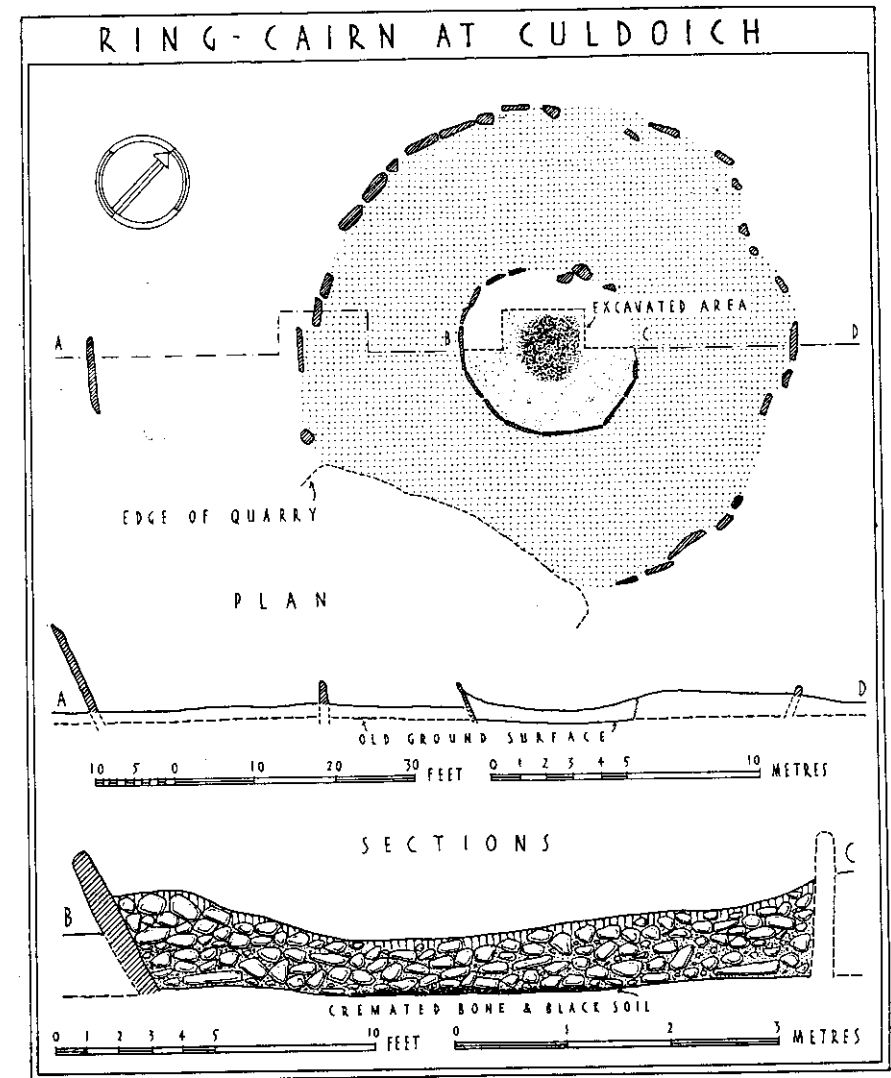 RING-CAIRN AT CULDOICH
EXCAVATED AREA
A B C D
EDGE OF QUARRY
PLAN
A D
OLD GROUND SURFACE
10 5 0 10 20 30 FEET 0 1 2 3 4 5 10 METRES
SECTIONS
B C
CREMATED BONE & BLACK SOIL
0 1 2 3 4 5 10 FEET 0 1 2 3 METRES